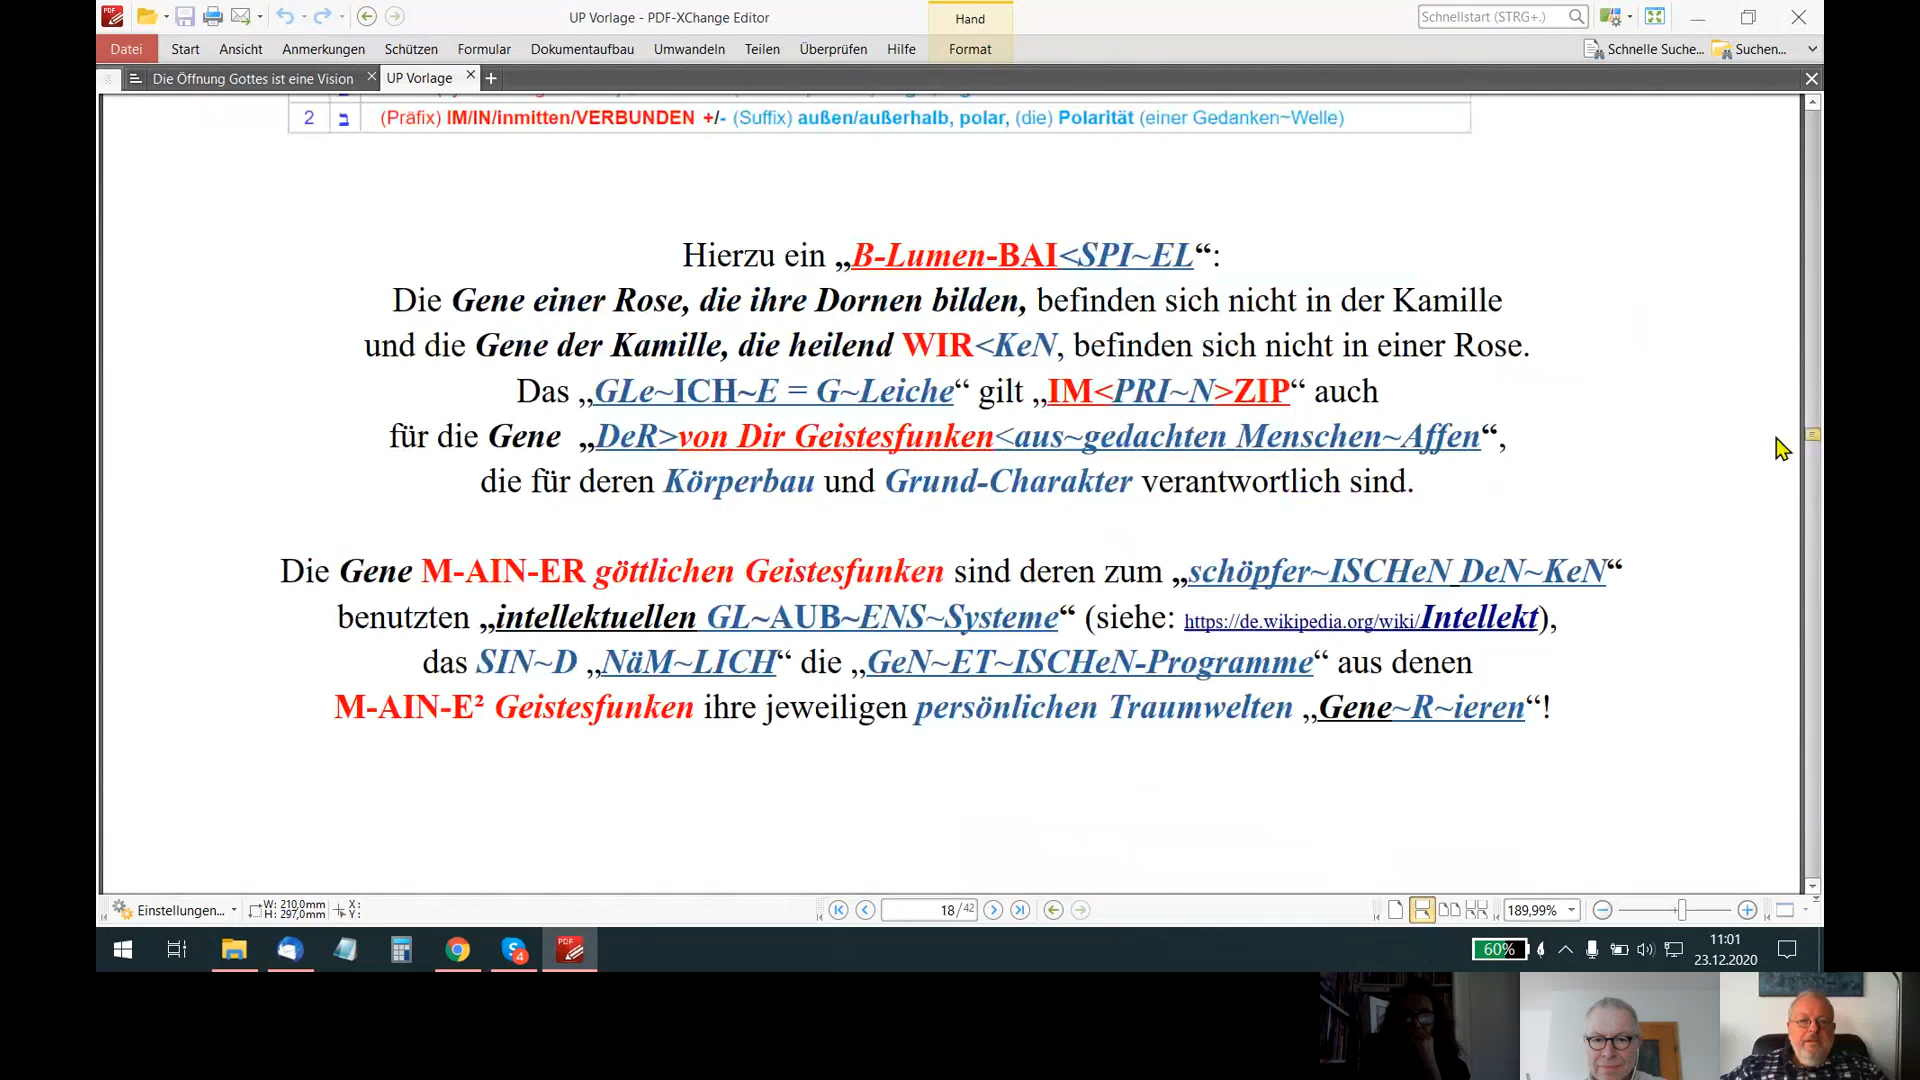 UP Vorlage - PDF-XChange Editor
Hand
Schnellstart (STRG+.)
Datei Start Ansicht Anmerkungen Schützen Formular Dokumentaufbau Umwandeln Teilen Überprüfen Hilfe Format Schnelle Suche... Suchen...
Die Öffnung Gottes ist eine Vision UP Vorlage
2 ב (Präfix) IM/IN/inmitten/VERBUNDEN +/- (Suffix) außen/außerhalb, polar, (die) Polarität (einer Gedanken~Welle)
Hierzu ein „B-Lumen-BAI<SPI~EL“:
Die Gene einer Rose, die ihre Dornen bilden, befinden sich nicht in der Kamille
und die Gene der Kamille, die heilend WIR<KeN, befinden sich nicht in einer Rose.
Das „GLe~ICH~E = G~Leiche“ gilt „IM<PRI~N>ZIP“ auch
für die Gene „DeR>von Dir Geistesfunken<aus~gedachten Menschen~Affen“,
die für deren Körperbau und Grund-Charakter verantwortlich sind.
Die Gene M-AIN-ER göttlichen Geistesfunken sind deren zum „schöpfer~ISCHeN DeN~KeN“
benutzten „intellektuellen GL~AUB~ENS~Systeme“ (siehe: https://de.wikipedia.org/wiki/Intellekt),
das SIN~D „NäM~LICH“ die „GeN~ET~ISCHeN-Programme“ aus denen
M-AIN-E² Geistesfunken ihre jeweiligen persönlichen Traumwelten „Gene~R~ieren“!
Einstellungen... W: 210,0mm X:
H: 297,0mm Y:
18/42
189,99%
60%
11:01
23.12.2020
4
PDF